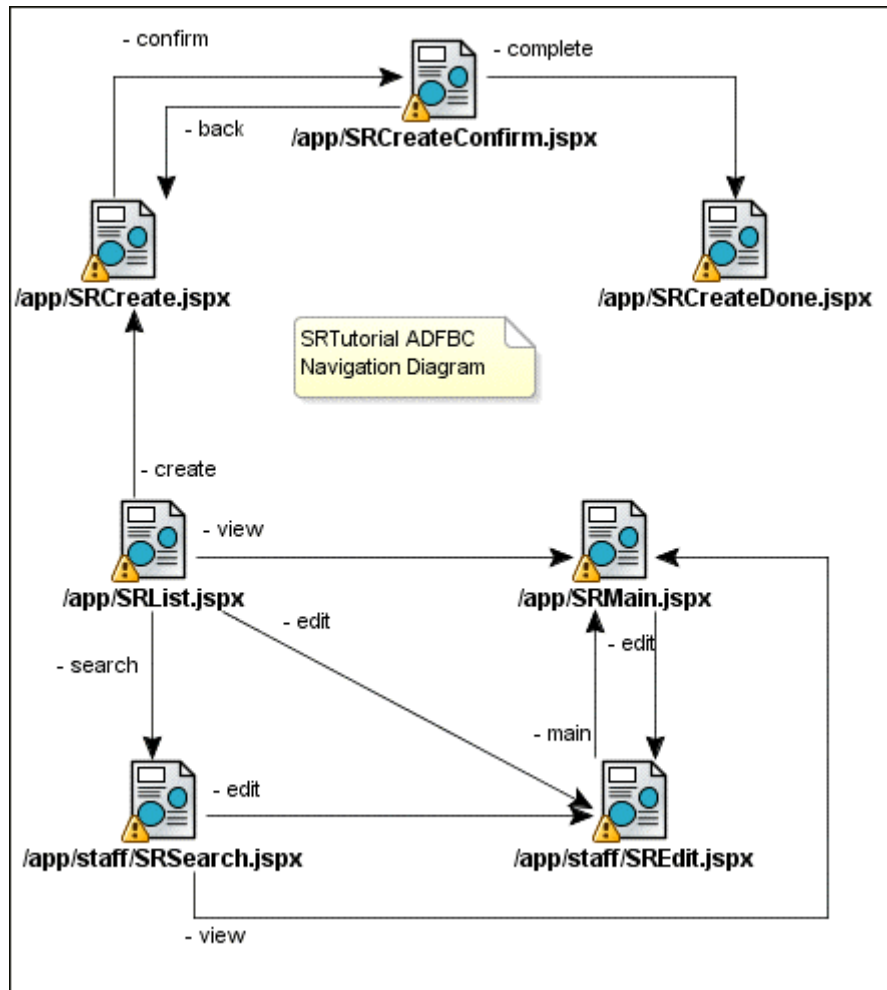 - confirm
- complete
- back
/app/SRCreateConfirm.jspx
/app/SRCreate.jspx
/app/SRCreateDone.jspx
SRTutorial ADFBC
Navigation Diagram
- create
- view
/app/SRList.jspx
/app/SRMain.jspx
- edit
- edit
- search
- main
- edit
/app/staff/SRSearch.jspx
/app/staff/SREdit.jspx
- view